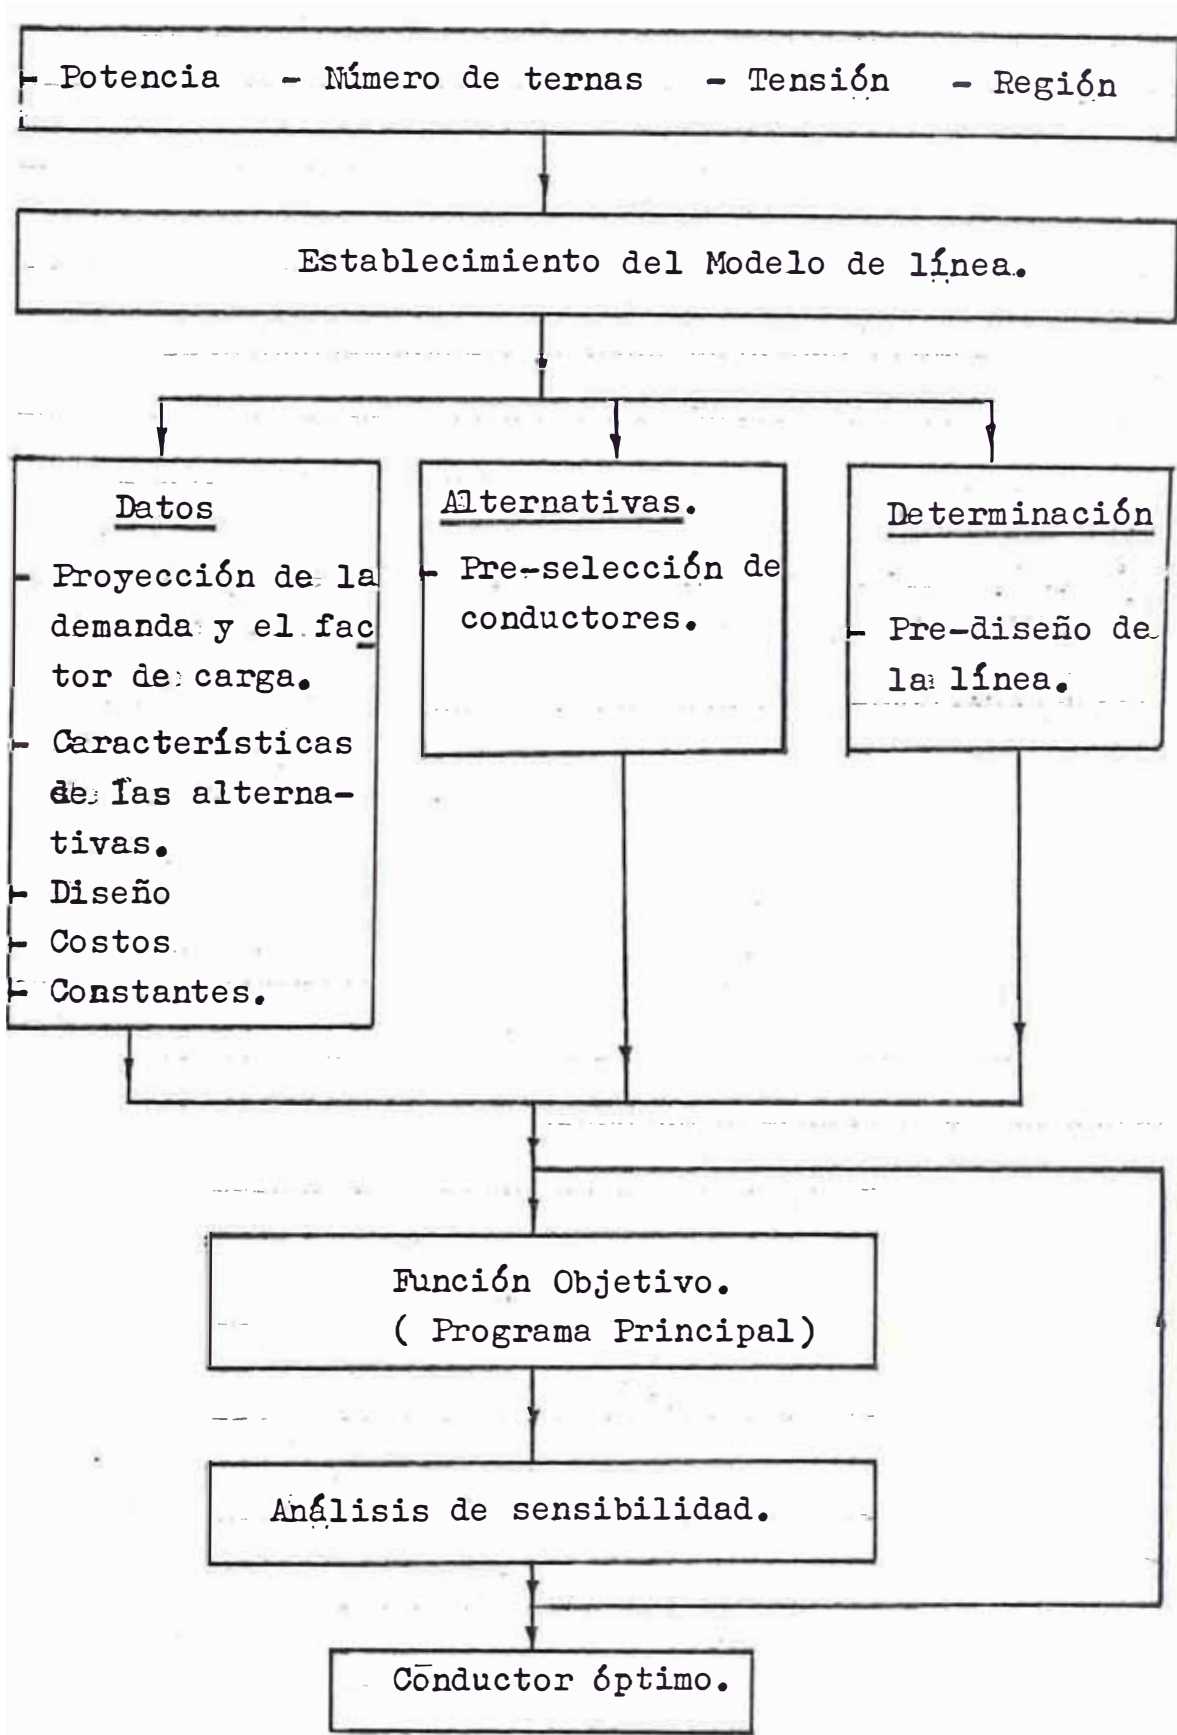 - Potencia - Número de ternas - Tensión - Región
Establecimiento del Modelo de línea.
Datos
- Proyección de la
demanda y el fac
tor de carga.
- Características
de las alterna-
tivas.
- Diseño
- Costos
- Constantes.
Alternativas.
- Pre-selección de
conductores.
Determinación
- Pre-diseño de
la línea.
Función Objetivo.
( Programa Principal)
Análisis de sensibilidad.
Conductor óptimo.